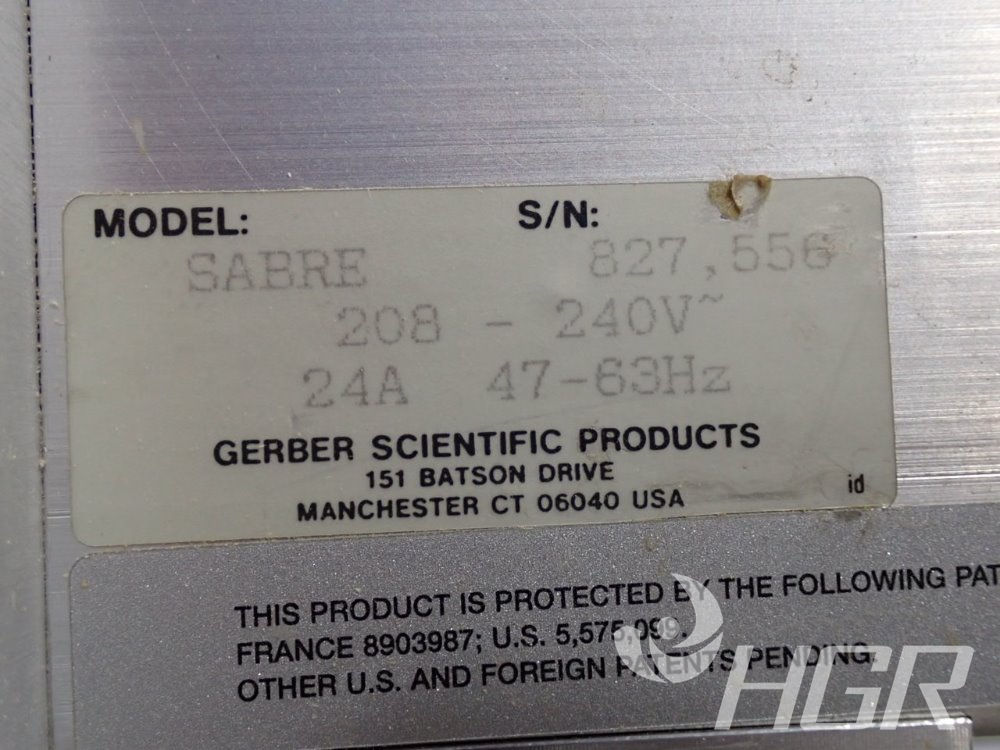 MODEL: S/N:
SABRE 827,556
208 - 240V~
24A 47-63Hz
GERBER SCIENTIFIC PRODUCTS
151 BATSON DRIVE
MANCHESTER CT 06040 USA
id
THIS PRODUCT IS PROTECTED BY THE FOLLOWING PAT
FRANCE 8903987; U.S. 5,575,099.
OTHER U.S. AND FOREIGN PATENTS PENDING.
HGR